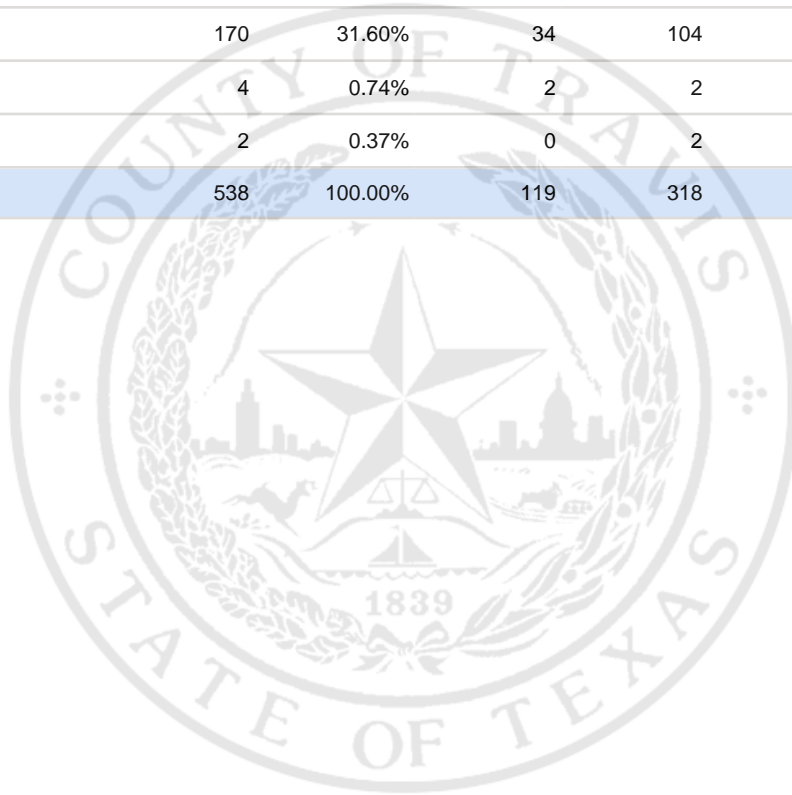 170 31.60% 34 104
4 0.74% 2 2
2 0.37% 0 2
538 100.00% 119 318
COUNTY OF TRAVIS
1839
STATE OF TEXAS